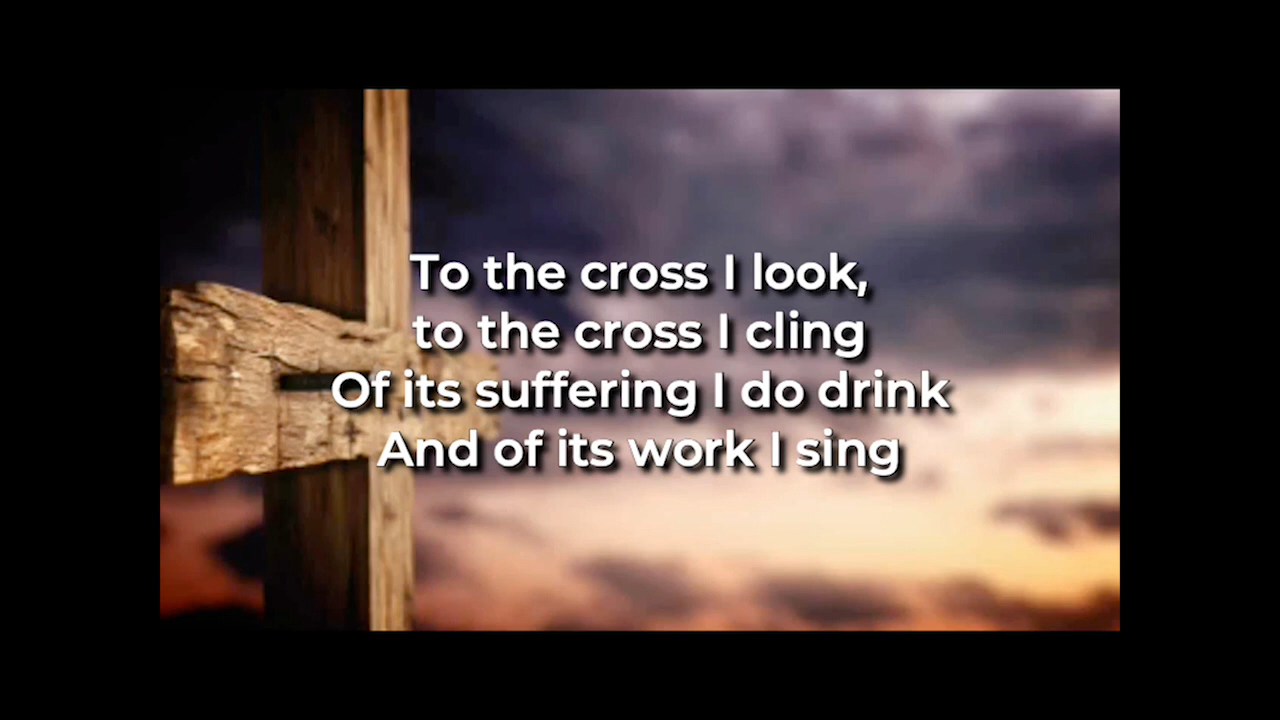 To the cross I look,
to the cross I cling
Of its suffering I do drink
And of its work I sing